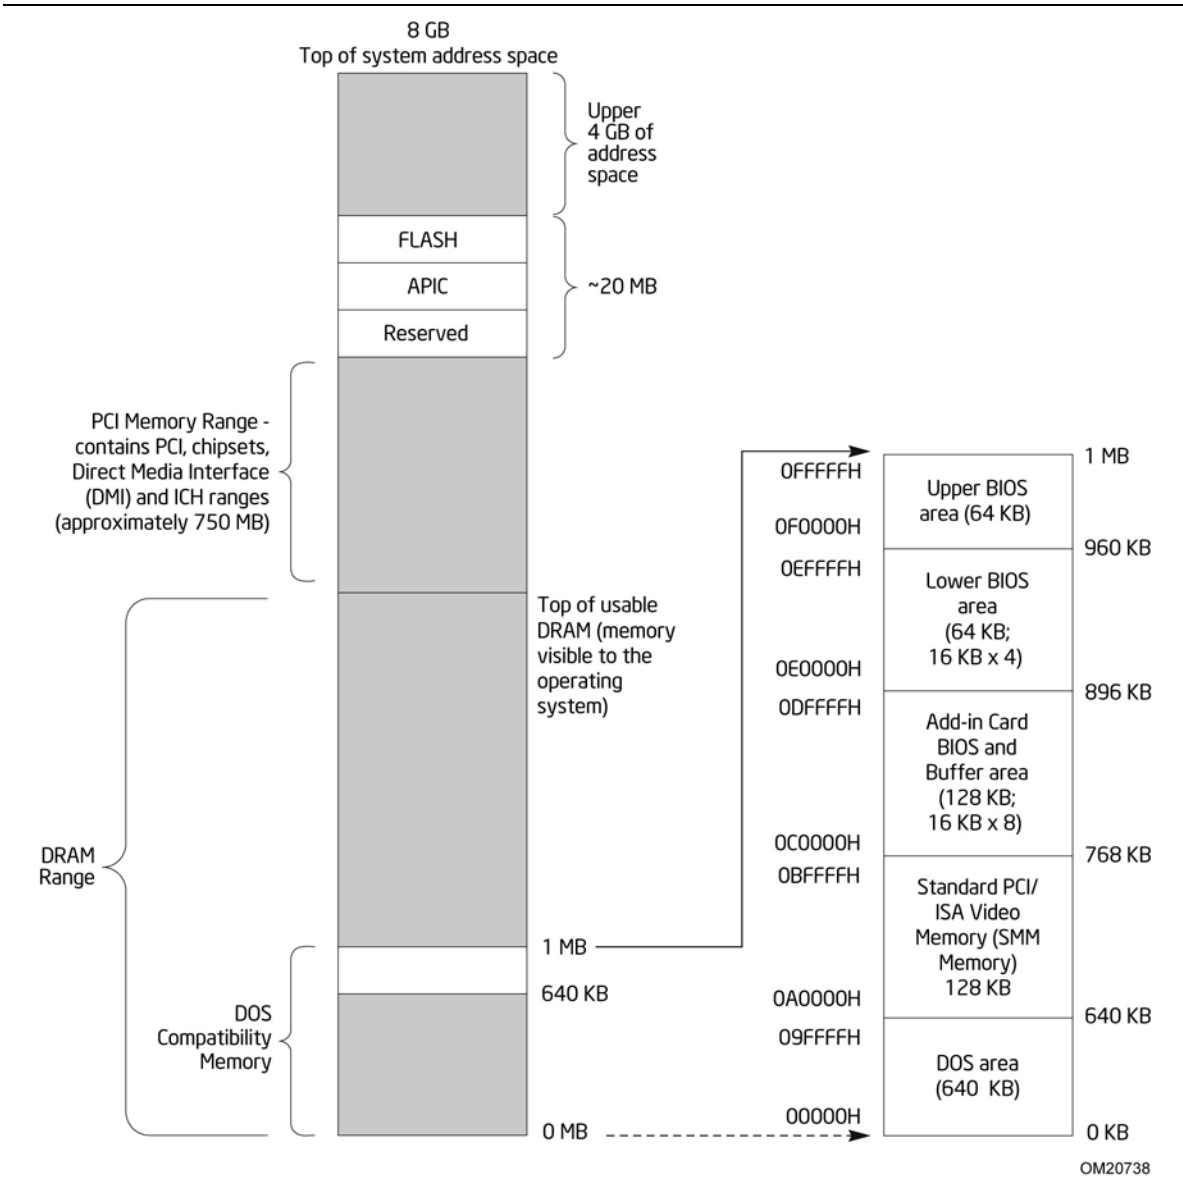 8 GB
Top of system address space
Upper
4 GB of
address
space
FLASH
APIC
~20 MB
Reserved
PCI Memory Range -
contains PCI, chipsets,
Direct Media Interface
(DMI) and ICH ranges
(approximately 750 MB)
Top of usable
DRAM (memory
visible to the
operating
system)
DRAM
Range
1 MB
640 KB
DOS
Compatibility
Memory
0 MB
0FFFFFH
0F0000H
0EFFFFH
0E0000H
0DFFFFH
0C0000H
0BFFFFH
0A0000H
09FFFFH
00000H
Upper BIOS
area (64 KB)
Lower BIOS
area
(64 KB;
16 KB x 4)
Add-in Card
BIOS and
Buffer area
(128 KB;
16 KB x 8)
Standard PCI/
ISA Video
Memory (SMM
Memory)
128 KB
DOS area
(640 KB)
1 MB
960 KB
896 KB
768 KB
640 KB
0 KB
OM20738